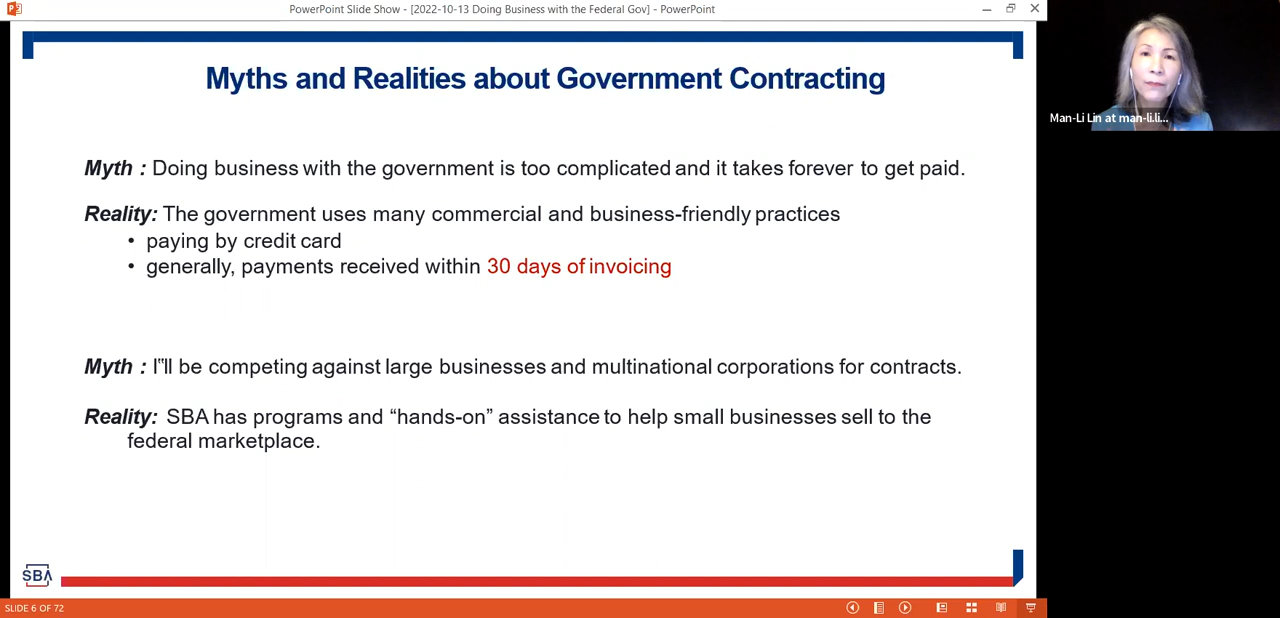 PowerPoint Slide Show - [2022-10-13 Doing Business with the Federal Gov] - PowerPoint
Myths and Realities about Government Contracting
Man-Li Lin at man-li.li...
Myth : Doing business with the government is too complicated and it takes forever to get paid.
Reality: The government uses many commercial and business-friendly practices
• paying by credit card
• generally, payments received within 30 days of invoicing
Myth : I‟ll be competing against large businesses and multinational corporations for contracts.
Reality: SBA has programs and “hands-on” assistance to help small businesses sell to the
federal marketplace.
SBA
SLIDE 6 OF 72